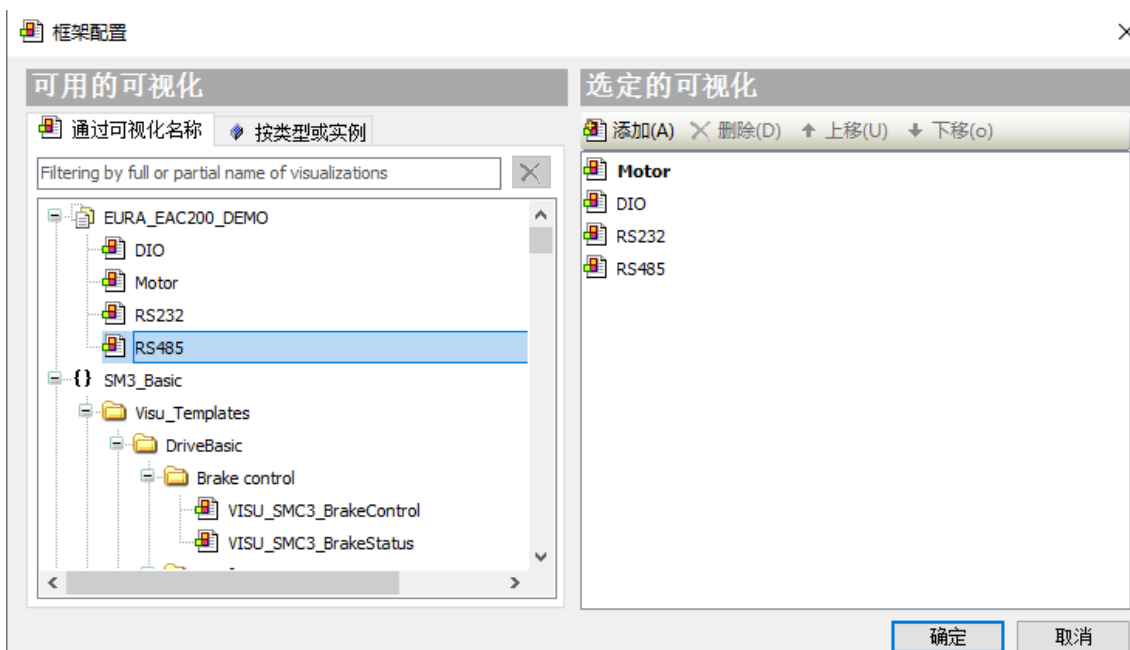 框架配置
可用的可视化
通过可视化名称
按类型或实例
Filtering by full or partial name of visualizations
EURA_EAC200_DEMO
DIO
Motor
RS232
RS485
{} SM3_Basic
Visu_Templates
DriveBasic
Brake control
VISU_SMC3_BrakeControl
VISU_SMC3_BrakeStatus
选定的可视化
添加(A) 删除(D) 上移(U) 下移(o)
Motor
DIO
RS232
RS485
确定 取消